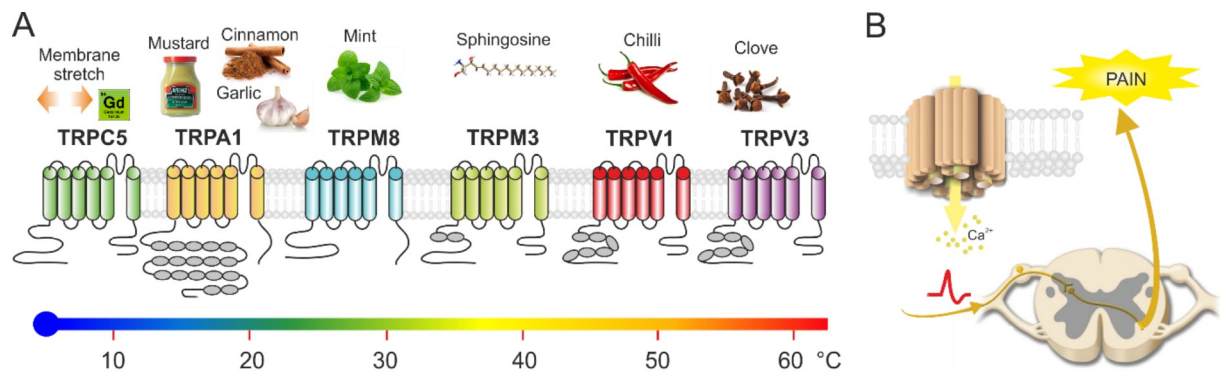 A
Membrane
stretch
Gd
Mustard
Cinnamon
Garlic
Mint
Sphingosine
Chilli
Clove
TRPC5
TRPA1
TRPM8
TRPM3
TRPV1
TRPV3
10
20
30
40
50
60
°C
B
PAIN
Ca²⁺